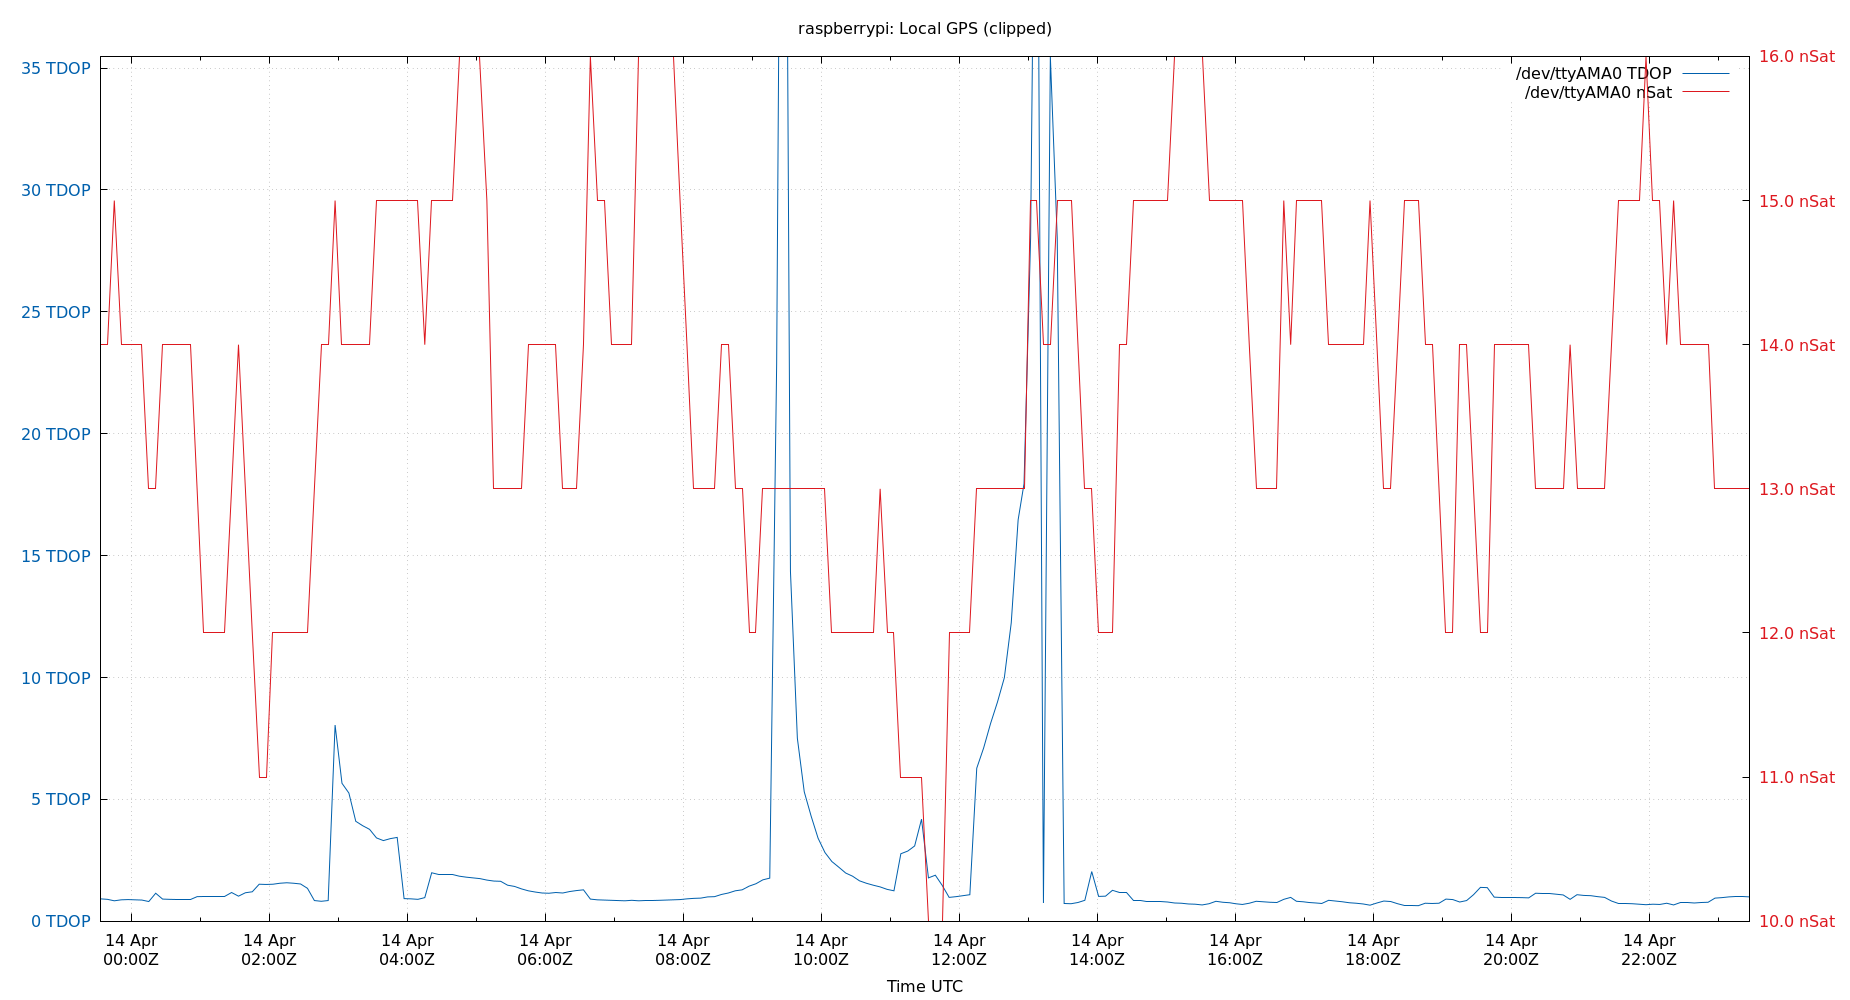 raspberrypi: Local GPS (clipped)
35 TDOP
30 TDOP
25 TDOP
20 TDOP
15 TDOP
10 TDOP
5 TDOP
0 TDOP
16.0 nSat
15.0 nSat
14.0 nSat
13.0 nSat
12.0 nSat
11.0 nSat
10.0 nSat
/dev/ttyAMA0 TDOP
/dev/ttyAMA0 nSat
14 Apr
00:00Z
14 Apr
02:00Z
14 Apr
04:00Z
14 Apr
06:00Z
14 Apr
08:00Z
14 Apr
10:00Z
14 Apr
12:00Z
14 Apr
14:00Z
14 Apr
16:00Z
14 Apr
18:00Z
14 Apr
20:00Z
14 Apr
22:00Z
Time UTC